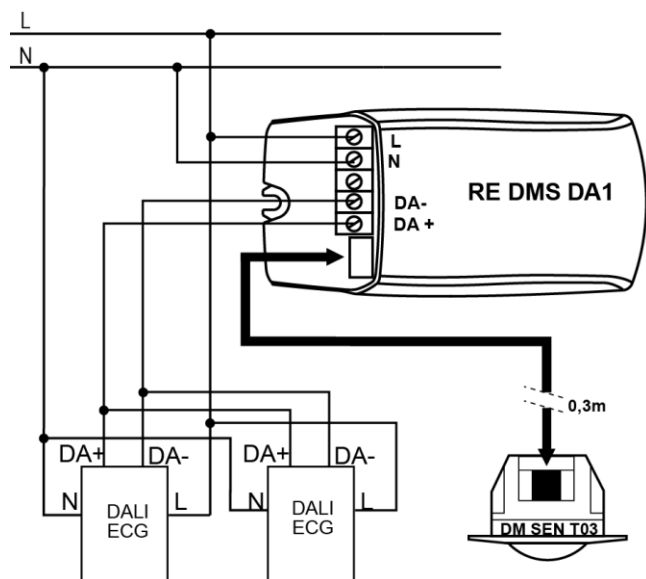 L
N
L
N
DA-
DA +
RE DMS DA1
0,3m
DA+ DA- DA+ DA-
N L N L
DALI
ECG
DALI
ECG
DM SEN T03